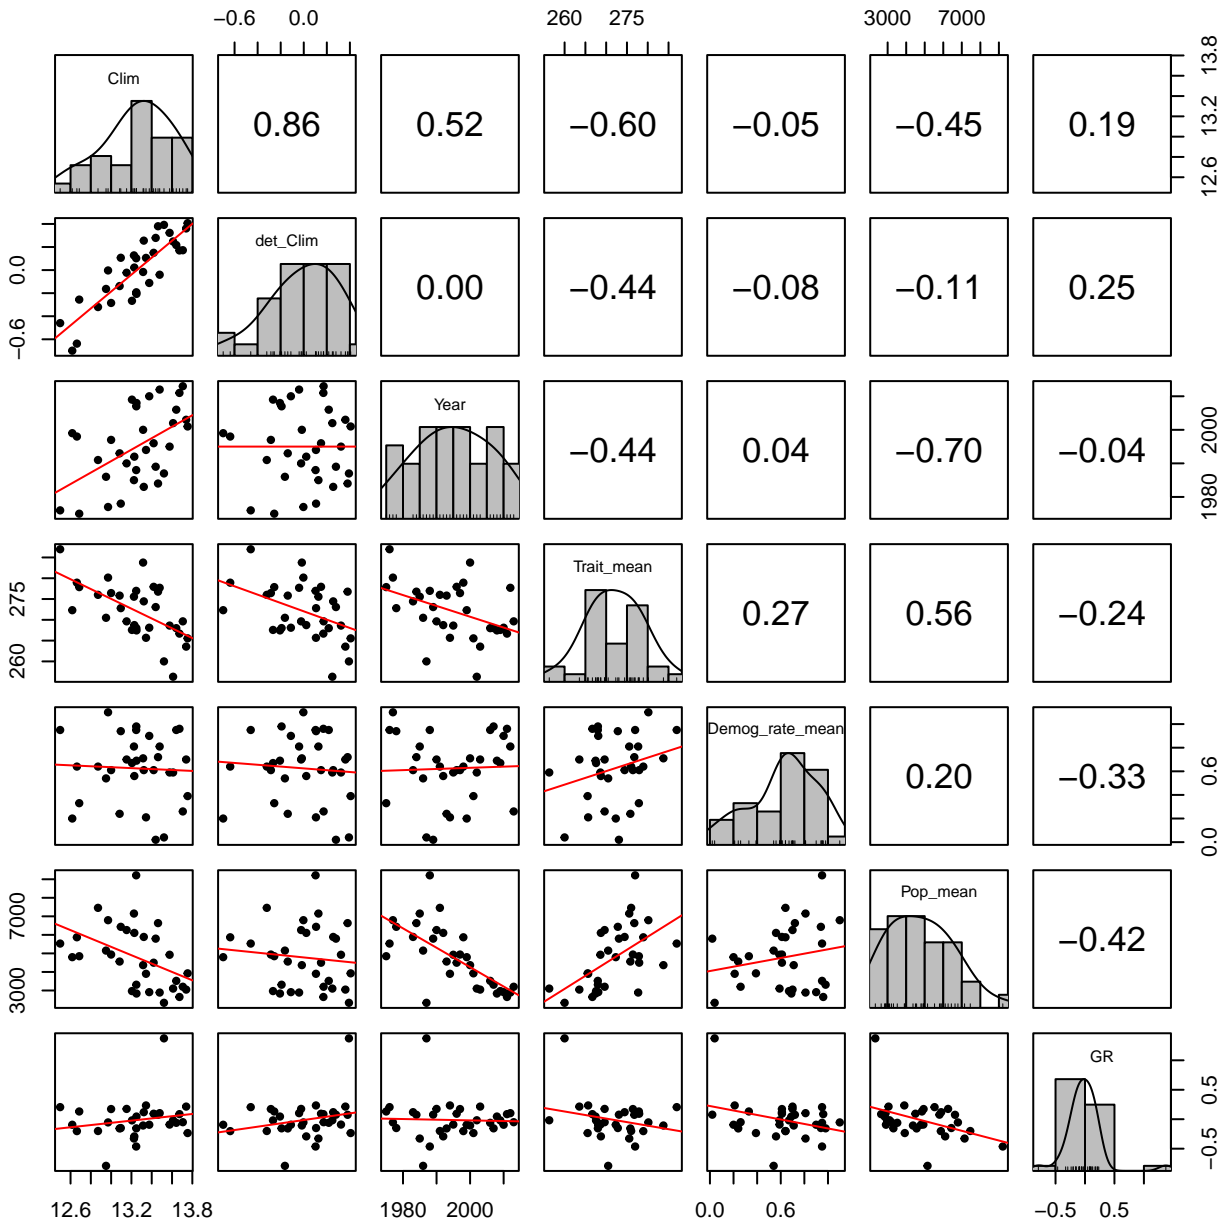 −0.6 0.0 260 275 3000 7000
Clim 0.86 0.52 −0.60 −0.05 −0.45 0.19 12.6 13.2 13.8
−0.6 0.0 det_Clim 0.00 −0.44 −0.08 −0.11 0.25
Year −0.44 0.04 −0.70 −0.04 1980 2000
260 275 Trait_mean 0.27 0.56 −0.24
Demog_rate_mean 0.20 −0.33 0.0 0.6
3000 7000 Pop_mean −0.42
GR −0.5 0.5
12.6 13.2 13.8 1980 2000 0.0 0.6 −0.5 0.5